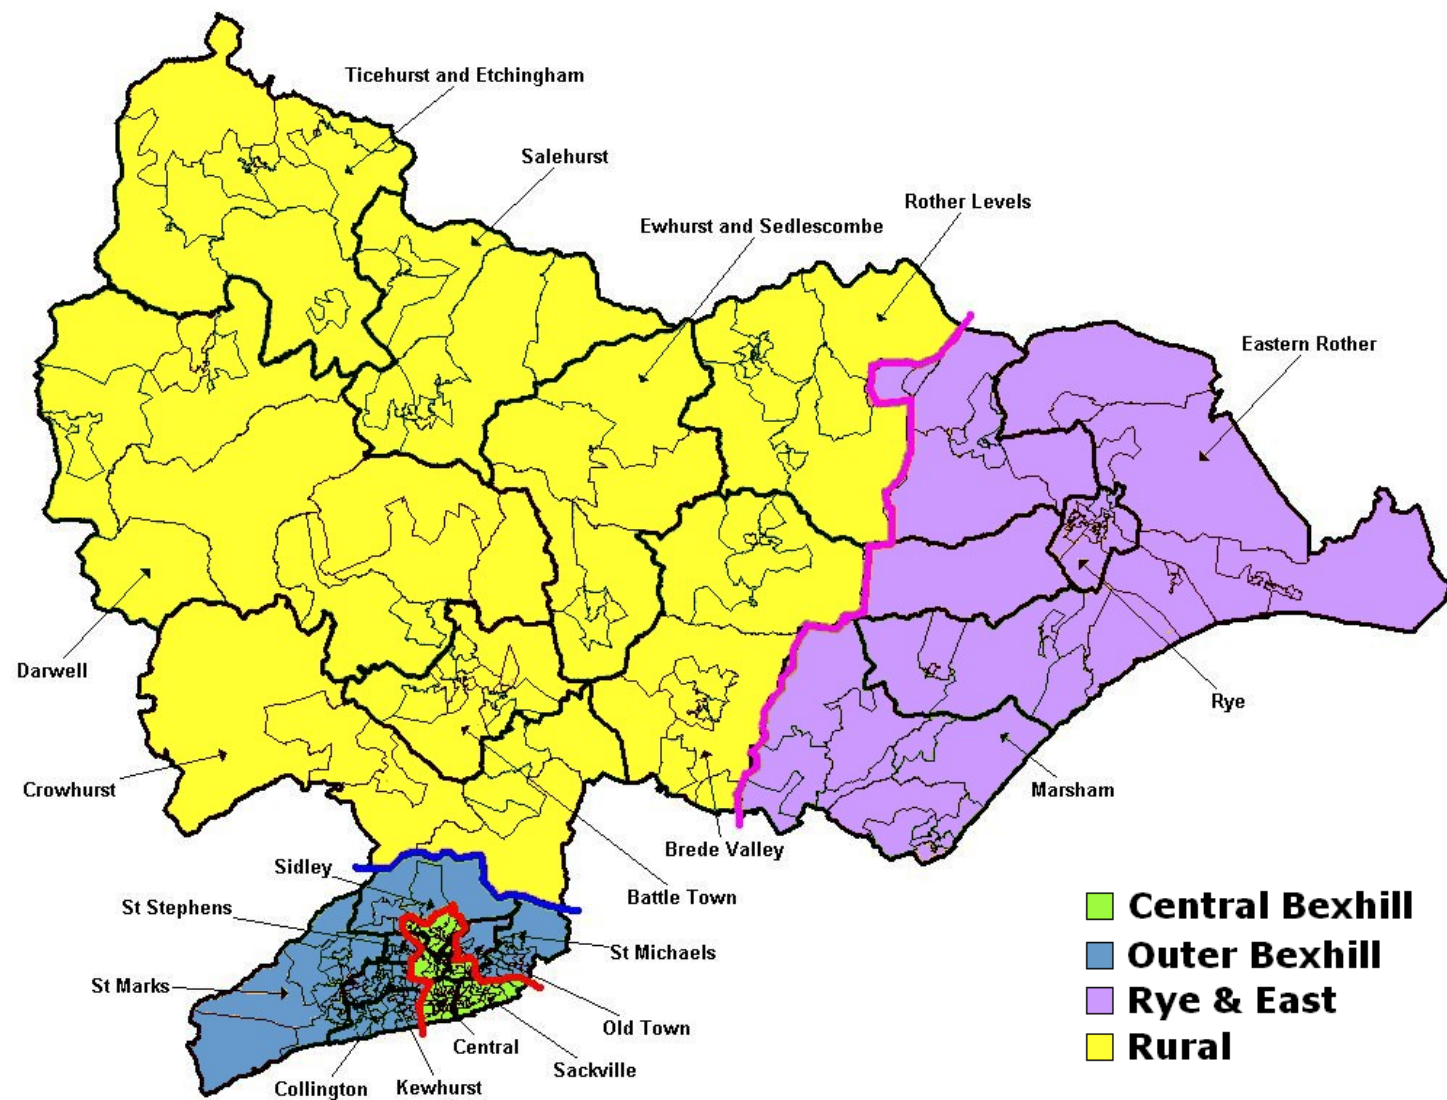 Ticehurst and Etchingham
Salehurst
Rother Levels
Ewhurst and Sedlescombe
Eastern Rother
Darwell
Rye
Crowhurst
Marsham
Brede Valley
Sidley
Battle Town
St Stephens
St Michaels
St Marks
Old Town
Central
Sackville
Collington
Kewhurst
Central Bexhill
Outer Bexhill
Rye & East
Rural